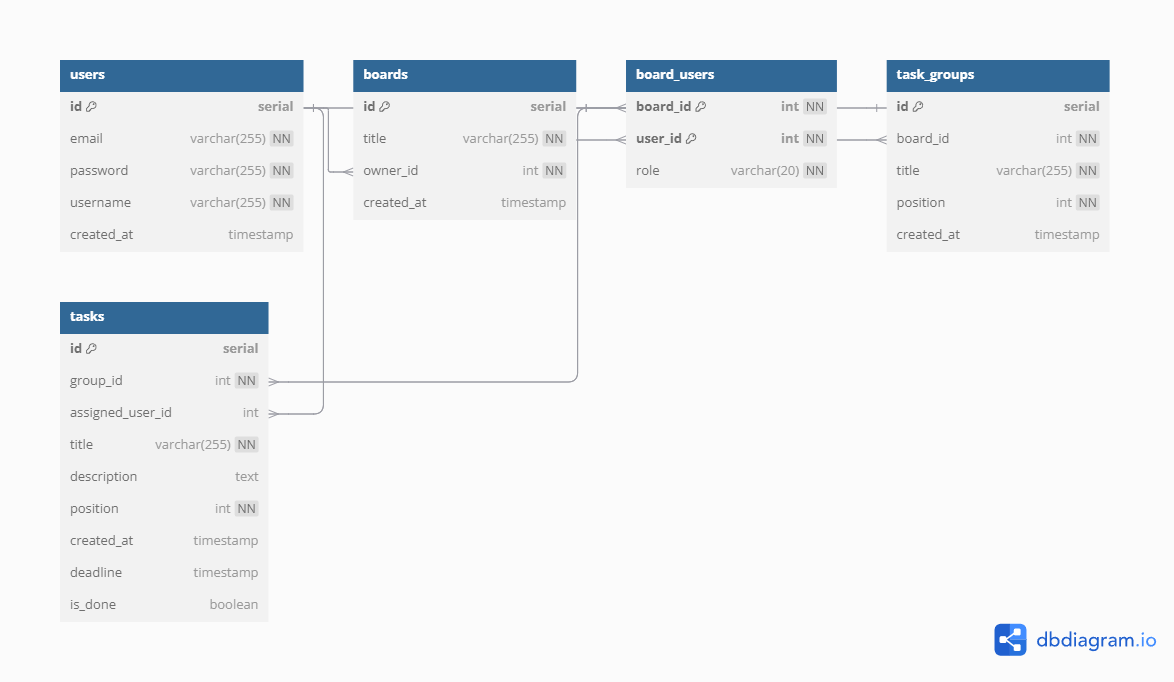 users
id serial
email varchar(255) NN
password varchar(255) NN
username varchar(255) NN
created_at timestamp
boards
id serial
title varchar(255) NN
owner_id int NN
created_at timestamp
board_users
board_id int NN
user_id int NN
role varchar(20) NN
task_groups
id serial
board_id int NN
title varchar(255) NN
position int NN
created_at timestamp
tasks
id serial
group_id int NN
assigned_user_id int
title varchar(255) NN
description text
position int NN
created_at timestamp
deadline timestamp
is_done boolean
dbdiagram.io